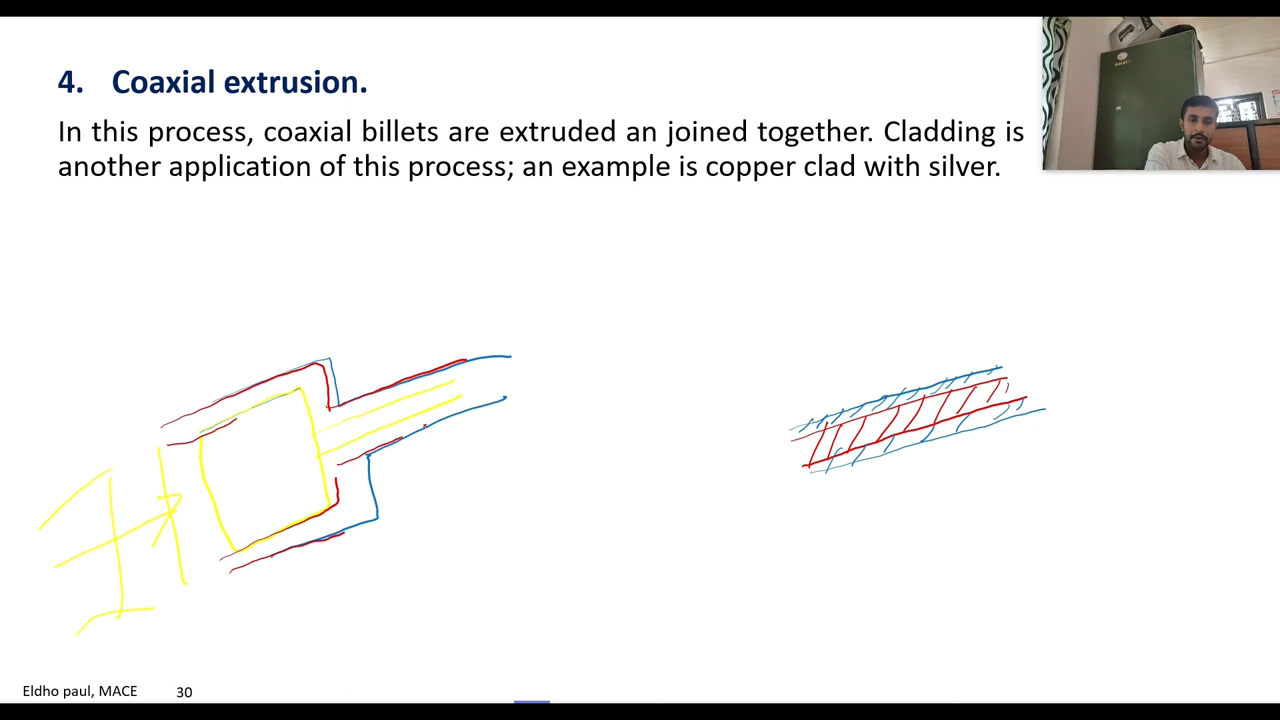 4. Coaxial extrusion.
In this process, coaxial billets are extruded an joined together. Cladding is
another application of this process; an example is copper clad with silver.
Eldho paul, MACE 30